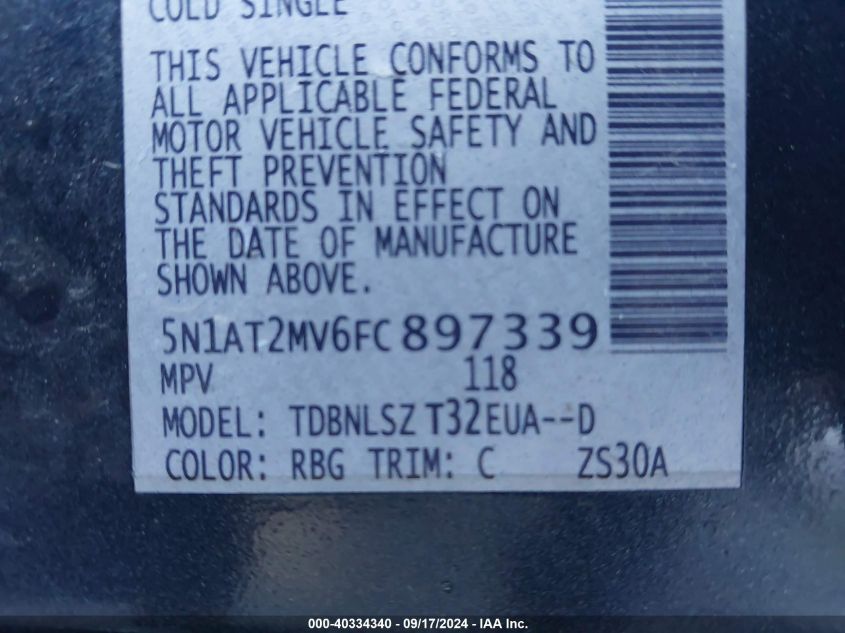 COLD SINGLE
THIS VEHICLE CONFORMS TO
ALL APPLICABLE FEDERAL
MOTOR VEHICLE SAFETY AND
THEFT PREVENTION
STANDARDS IN EFFECT ON
THE DATE OF MANUFACTURE
SHOWN ABOVE.
5N1AT2MV6FC897339
MPV 118
MODEL: TDBNLSZ T32EUA--D
COLOR: RBG TRIM: C ZS30A
000-40334340 - 09/17/2024 - IAA Inc.